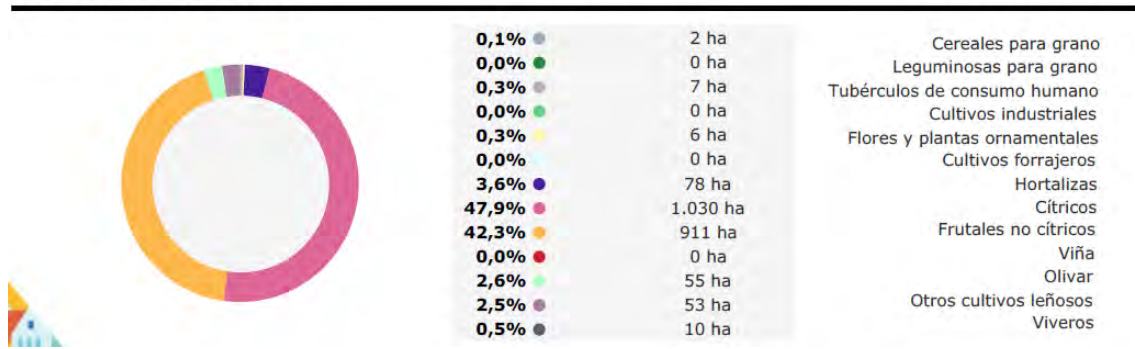 0,1% 2 ha Cereales para grano
0,0% 0 ha Leguminosas para grano
0,3% 7 ha Tubérculos de consumo humano
0,0% 0 ha Cultivos industriales
0,3% 6 ha Flores y plantas ornamentales
0,0% 0 ha Cultivos forrajeros
3,6% 78 ha Hortalizas
47,9% 1.030 ha Cítricos
42,3% 911 ha Frutales no cítricos
0,0% 0 ha Viña
2,6% 55 ha Olivar
2,5% 53 ha Otros cultivos leñosos
0,5% 10 ha Viveros